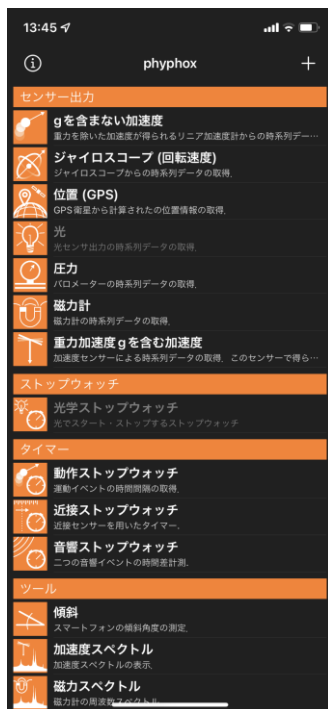 13:45
phyphox
センサー出力
gを含まない加速度
重力を除いた加速度が得られるリニア加速度計からの時系列デー…
ジャイロスコープ (回転速度)
ジャイロスコープからの時系列データの取得.
位置 (GPS)
GPS衛星から計算されたの位置情報の取得.
光
光センサ出力の時系列データの取得.
圧力
バロメーターの時系列データの取得.
磁力計
磁力計の時系列データの取得.
重力加速度gを含む加速度
加速度センサーによる時系列データの取得. このセンサーで得ら…
ストップウォッチ
光学ストップウォッチ
光でスタート・ストップするストップウォッチ
タイマー
動作ストップウォッチ
運動イベントの時間間隔の取得.
近接ストップウォッチ
近接センサーを用いたタイマー.
音響ストップウォッチ
二つの音響イベントの時間差計測.
ツール
傾斜
スマートフォンの傾斜角度の測定.
加速度スペクトル
加速度スペクトルの表示.
磁力スペクトル
磁力計の周波数スペクトル